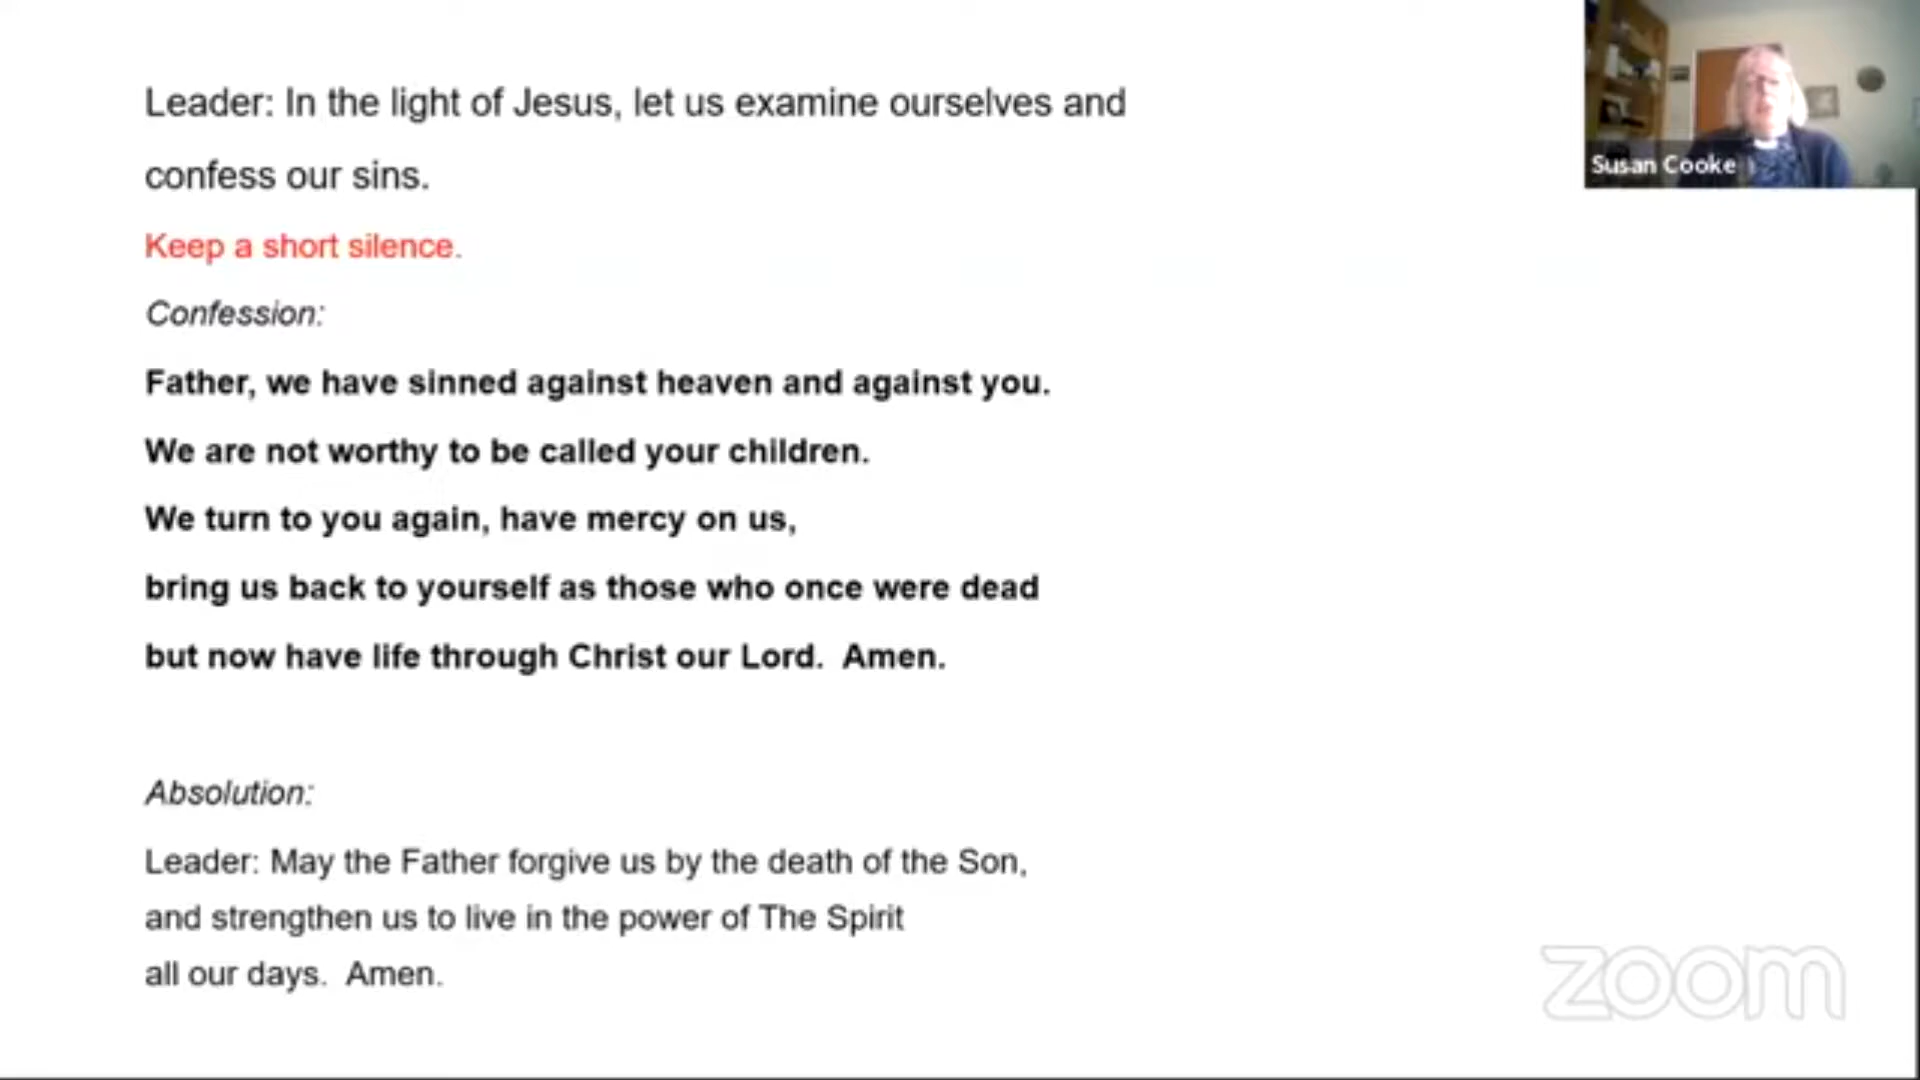 Leader: In the light of Jesus, let us examine ourselves and
confess our sins.
Keep a short silence.
Confession:
Father, we have sinned against heaven and against you.
We are not worthy to be called your children.
We turn to you again, have mercy on us,
bring us back to yourself as those who once were dead
but now have life through Christ our Lord.  Amen.
Absolution:
Leader: May the Father forgive us by the death of the Son,
and strengthen us to live in the power of The Spirit
all our days.  Amen.
Susan Cooke
zoom